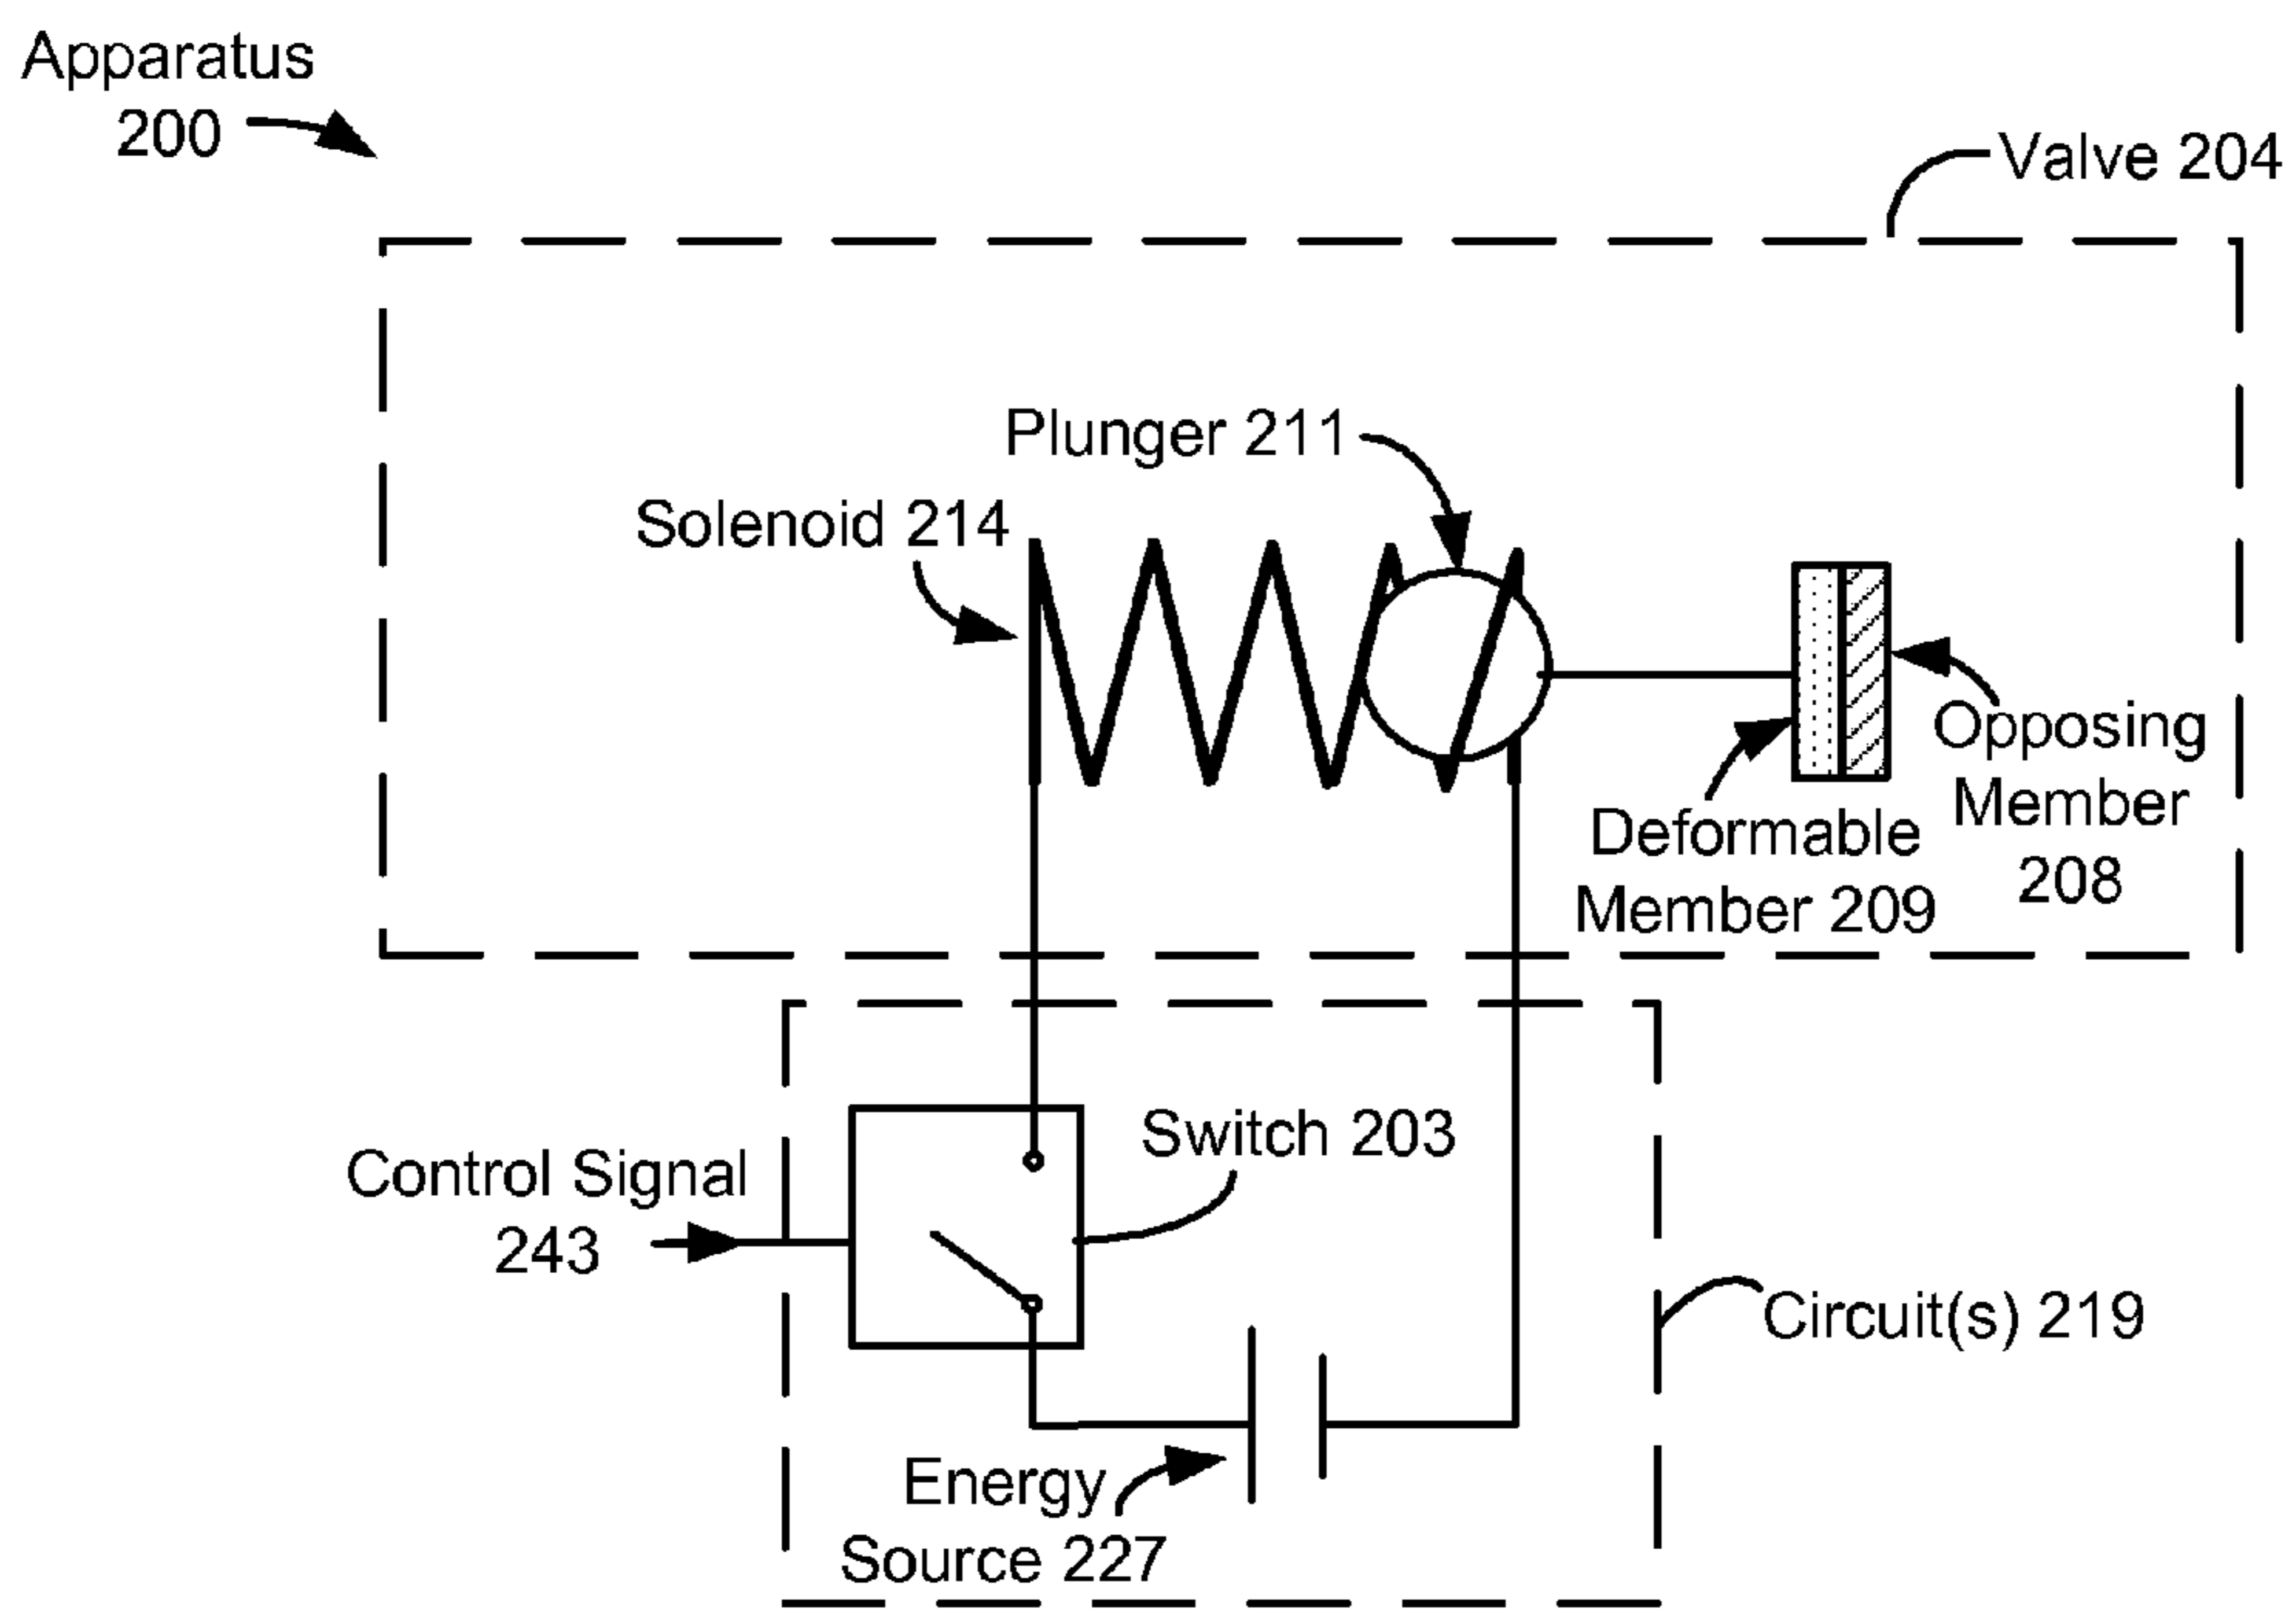 Apparatus
200
Valve 204
Plunger 211
Solenoid 214
Opposing
Member
208
Deformable
Member 209
Switch 203
Control Signal
243
Circuit(s) 219
Energy
Source 227